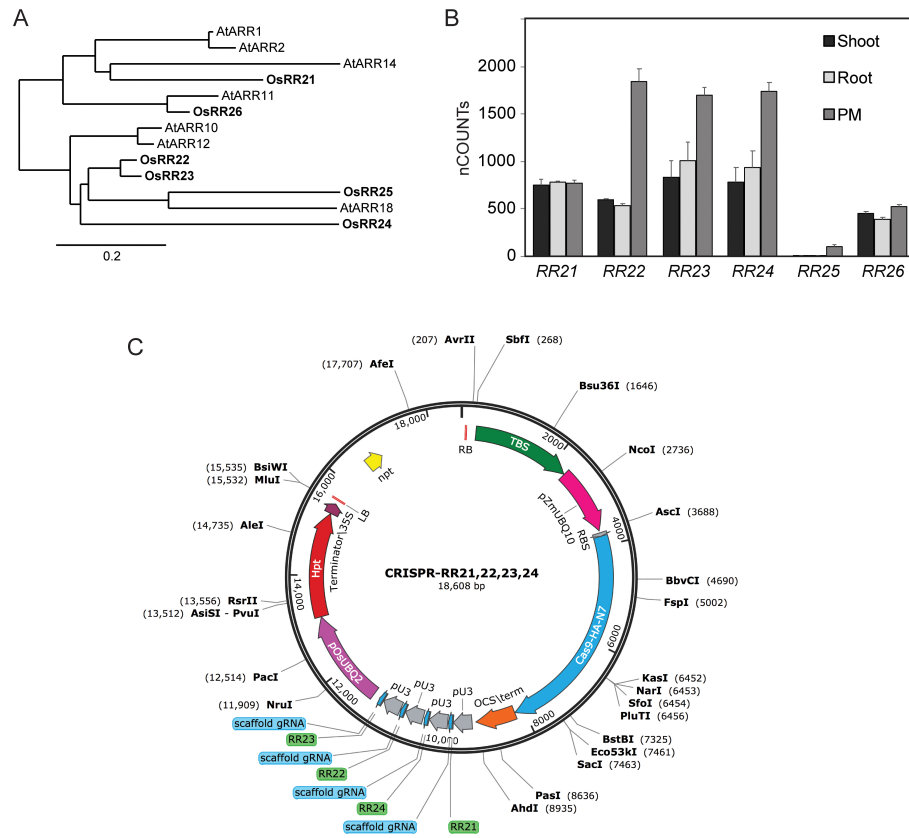 A
AtARR1
AtARR2
AtARR14
OsRR21
AtARR11
OsRR26
AtARR10
AtARR12
OsRR22
OsRR23
OsRR25
AtARR18
OsRR24
0.2
B
nCOUNTs
2000
1500
1000
500
0
Shoot
Root
PM
RR21 RR22 RR23 RR24 RR25 RR26
C
(207) AvrII
SbfI (268)
(17,707) AfeI
Bsu36I (1646)
NcoI (2736)
AscI (3688)
BbvCI (4690)
FspI (5002)
KasI (6452)
NarI (6453)
SfoI (6454)
PluTI (6456)
BstBI (7325)
Eco53kI (7461)
SacI (7463)
PasI (8636)
AhdI (8935)
(15,535) BsiWI
(15,532) MluI
(14,735) AleI
(13,556) RsrII
(13,512) AsiSI - PvuI
(12,514) PacI
(11,909) NruI
2000
4000
6000
8000
10,000
12,000
14,000
16,000
18,000
RB
TBS
pZmUBQ10
RBS
Cas9-HA-N7
OCS\term
pU3
pU3
pU3
pU3
pOsUBQ2
Hpt
Terminator\35S
LB
npt
CRISPR-RR21,22,23,24
18,608 bp
scaffold gRNA
RR23
scaffold gRNA
RR22
scaffold gRNA
RR24
scaffold gRNA
RR21